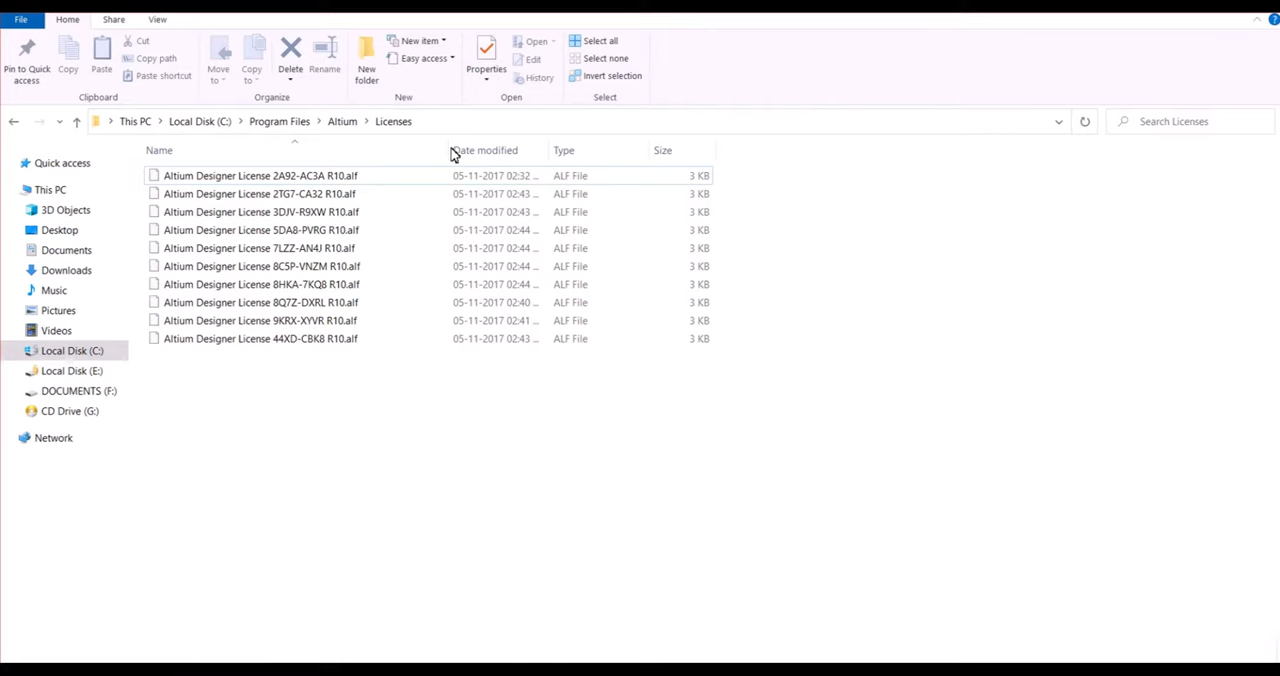 File Home Share View
Pin to Quick access
Copy
Paste
Cut
Copy path
Paste shortcut
Clipboard
Move to
Copy to
Delete
Rename
Organize
New folder
New item
Easy access
New
Properties
Open
Edit
History
Open
Select all
Select none
Invert selection
Select
This PC > Local Disk (C:) > Program Files > Altium > Licenses
Search Licenses
Name Date modified Type Size
Quick access
This PC
3D Objects
Desktop
Documents
Downloads
Music
Pictures
Videos
Local Disk (C:)
Local Disk (E:)
DOCUMENTS (F:)
CD Drive (G:)
Network
Altium Designer License 2A92-AC3A R10.alf 05-11-2017 02:32 ... ALF File 3 KB
Altium Designer License 2TG7-CA32 R10.alf 05-11-2017 02:43 ... ALF File 3 KB
Altium Designer License 3DJV-R9XW R10.alf 05-11-2017 02:43 ... ALF File 3 KB
Altium Designer License 5DA8-PVRG R10.alf 05-11-2017 02:44 ... ALF File 3 KB
Altium Designer License 7LZZ-AN4J R10.alf 05-11-2017 02:44 ... ALF File 3 KB
Altium Designer License 8C5P-VNZM R10.alf 05-11-2017 02:44 ... ALF File 3 KB
Altium Designer License 8HKA-7KQ8 R10.alf 05-11-2017 02:44 ... ALF File 3 KB
Altium Designer License 8Q7Z-DXRL R10.alf 05-11-2017 02:40 ... ALF File 3 KB
Altium Designer License 9KRX-XYVR R10.alf 05-11-2017 02:41 ... ALF File 3 KB
Altium Designer License 44XD-CBK8 R10.alf 05-11-2017 02:43 ... ALF File 3 KB